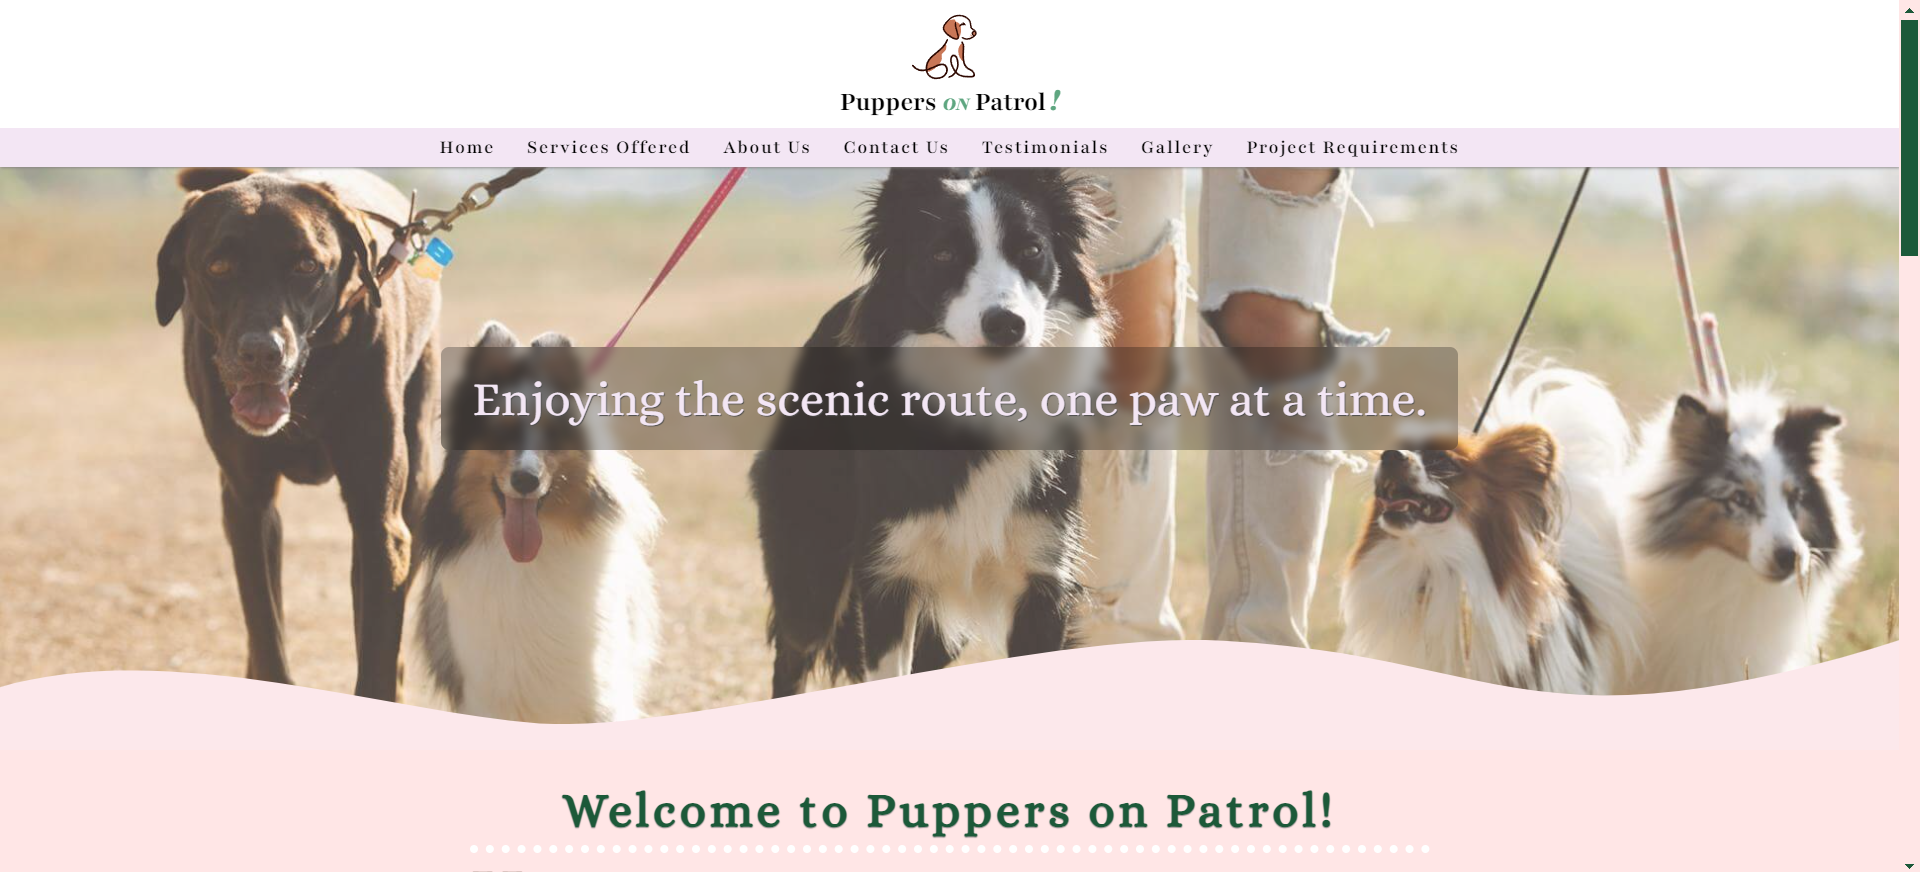 Puppers on Patrol!
Home Services Offered About Us Contact Us Testimonials Gallery Project Requirements
Enjoying the scenic route, one paw at a time.
Welcome to Puppers on Patrol!